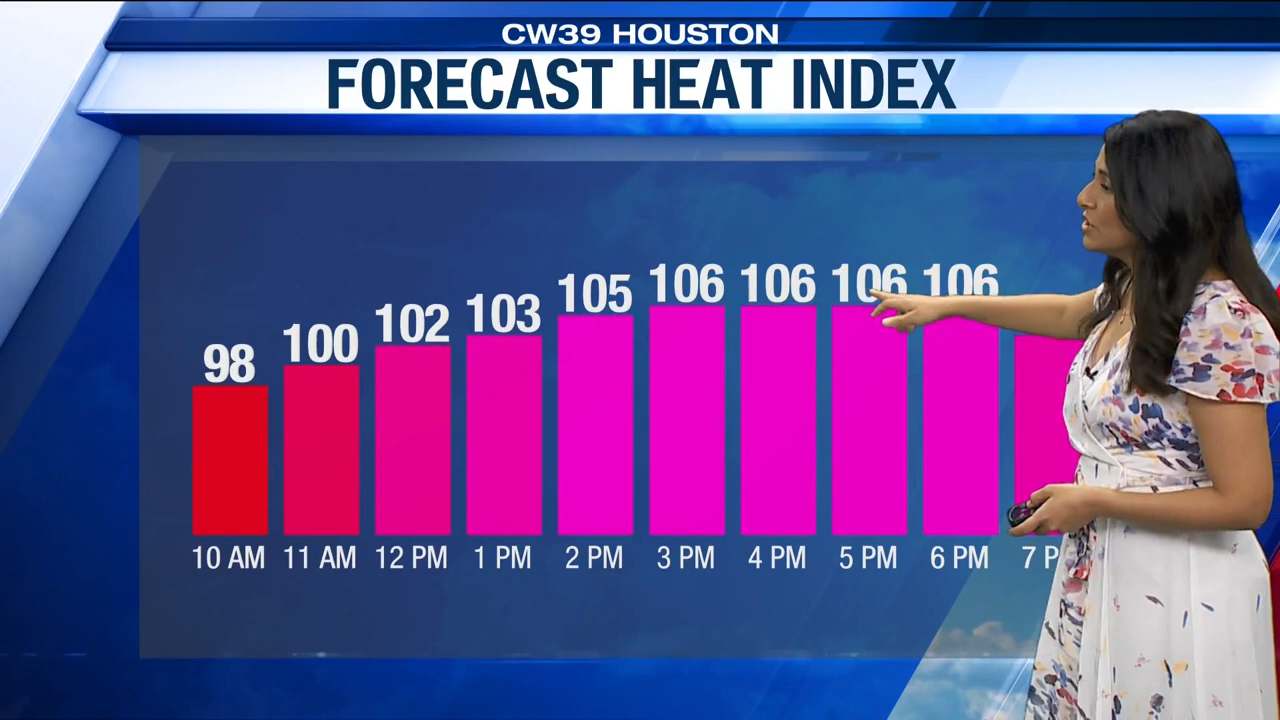 CW39 HOUSTON
FORECAST HEAT INDEX
98 100 102 103 105 106 106 106 106
10 AM 11 AM 12 PM 1 PM 2 PM 3 PM 4 PM 5 PM 6 PM 7